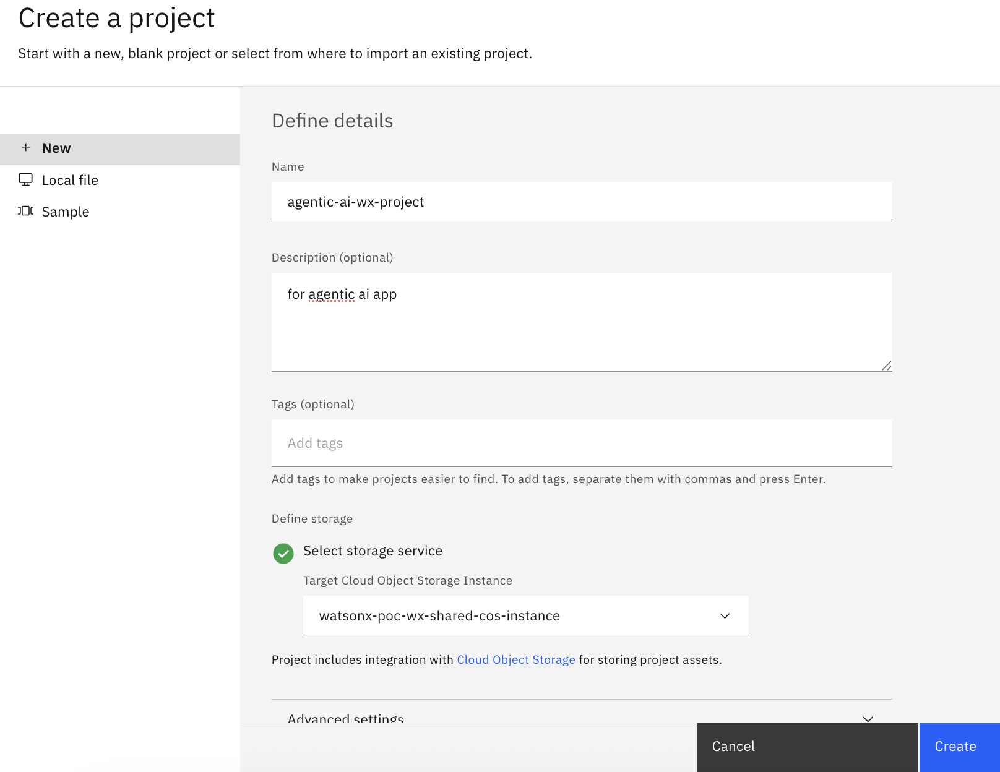 Create a project
Start with a new, blank project or select from where to import an existing project.
New
Local file
Sample
Define details
Name
agentic-ai-wx-project
Description (optional)
for agentic ai app
Tags (optional)
Add tags
Add tags to make projects easier to find. To add tags, separate them with commas and press Enter.
Define storage
Select storage service
Target Cloud Object Storage Instance
watsonx-poc-wx-shared-cos-instance
Project includes integration with Cloud Object Storage for storing project assets.
Advanced settings
Cancel
Create